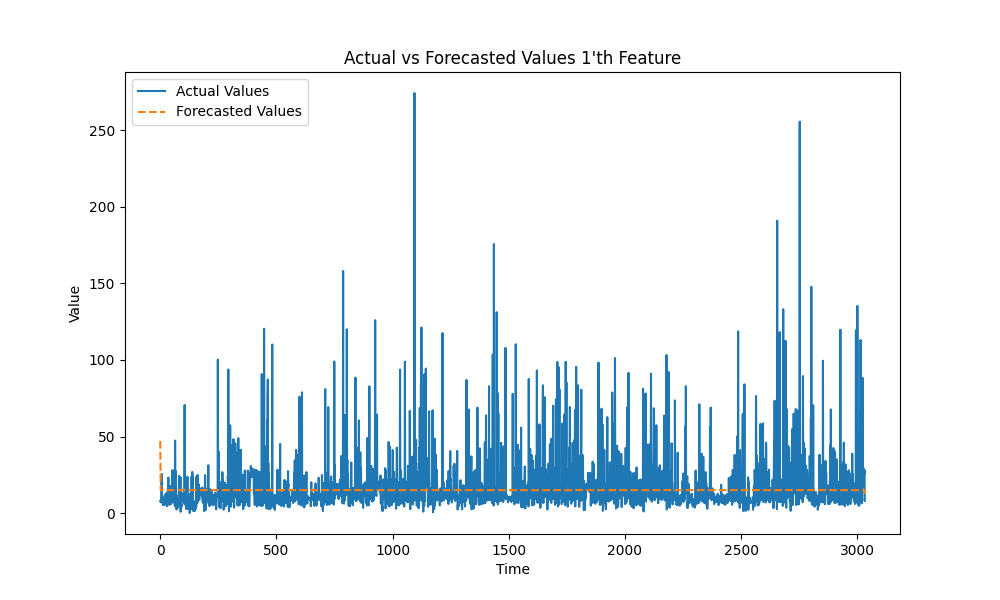 Actual vs Forecasted Values 1'th Feature
Actual Values
Forecasted Values
250
200
150
100
50
0
Value
0 500 1000 1500 2000 2500 3000
Time